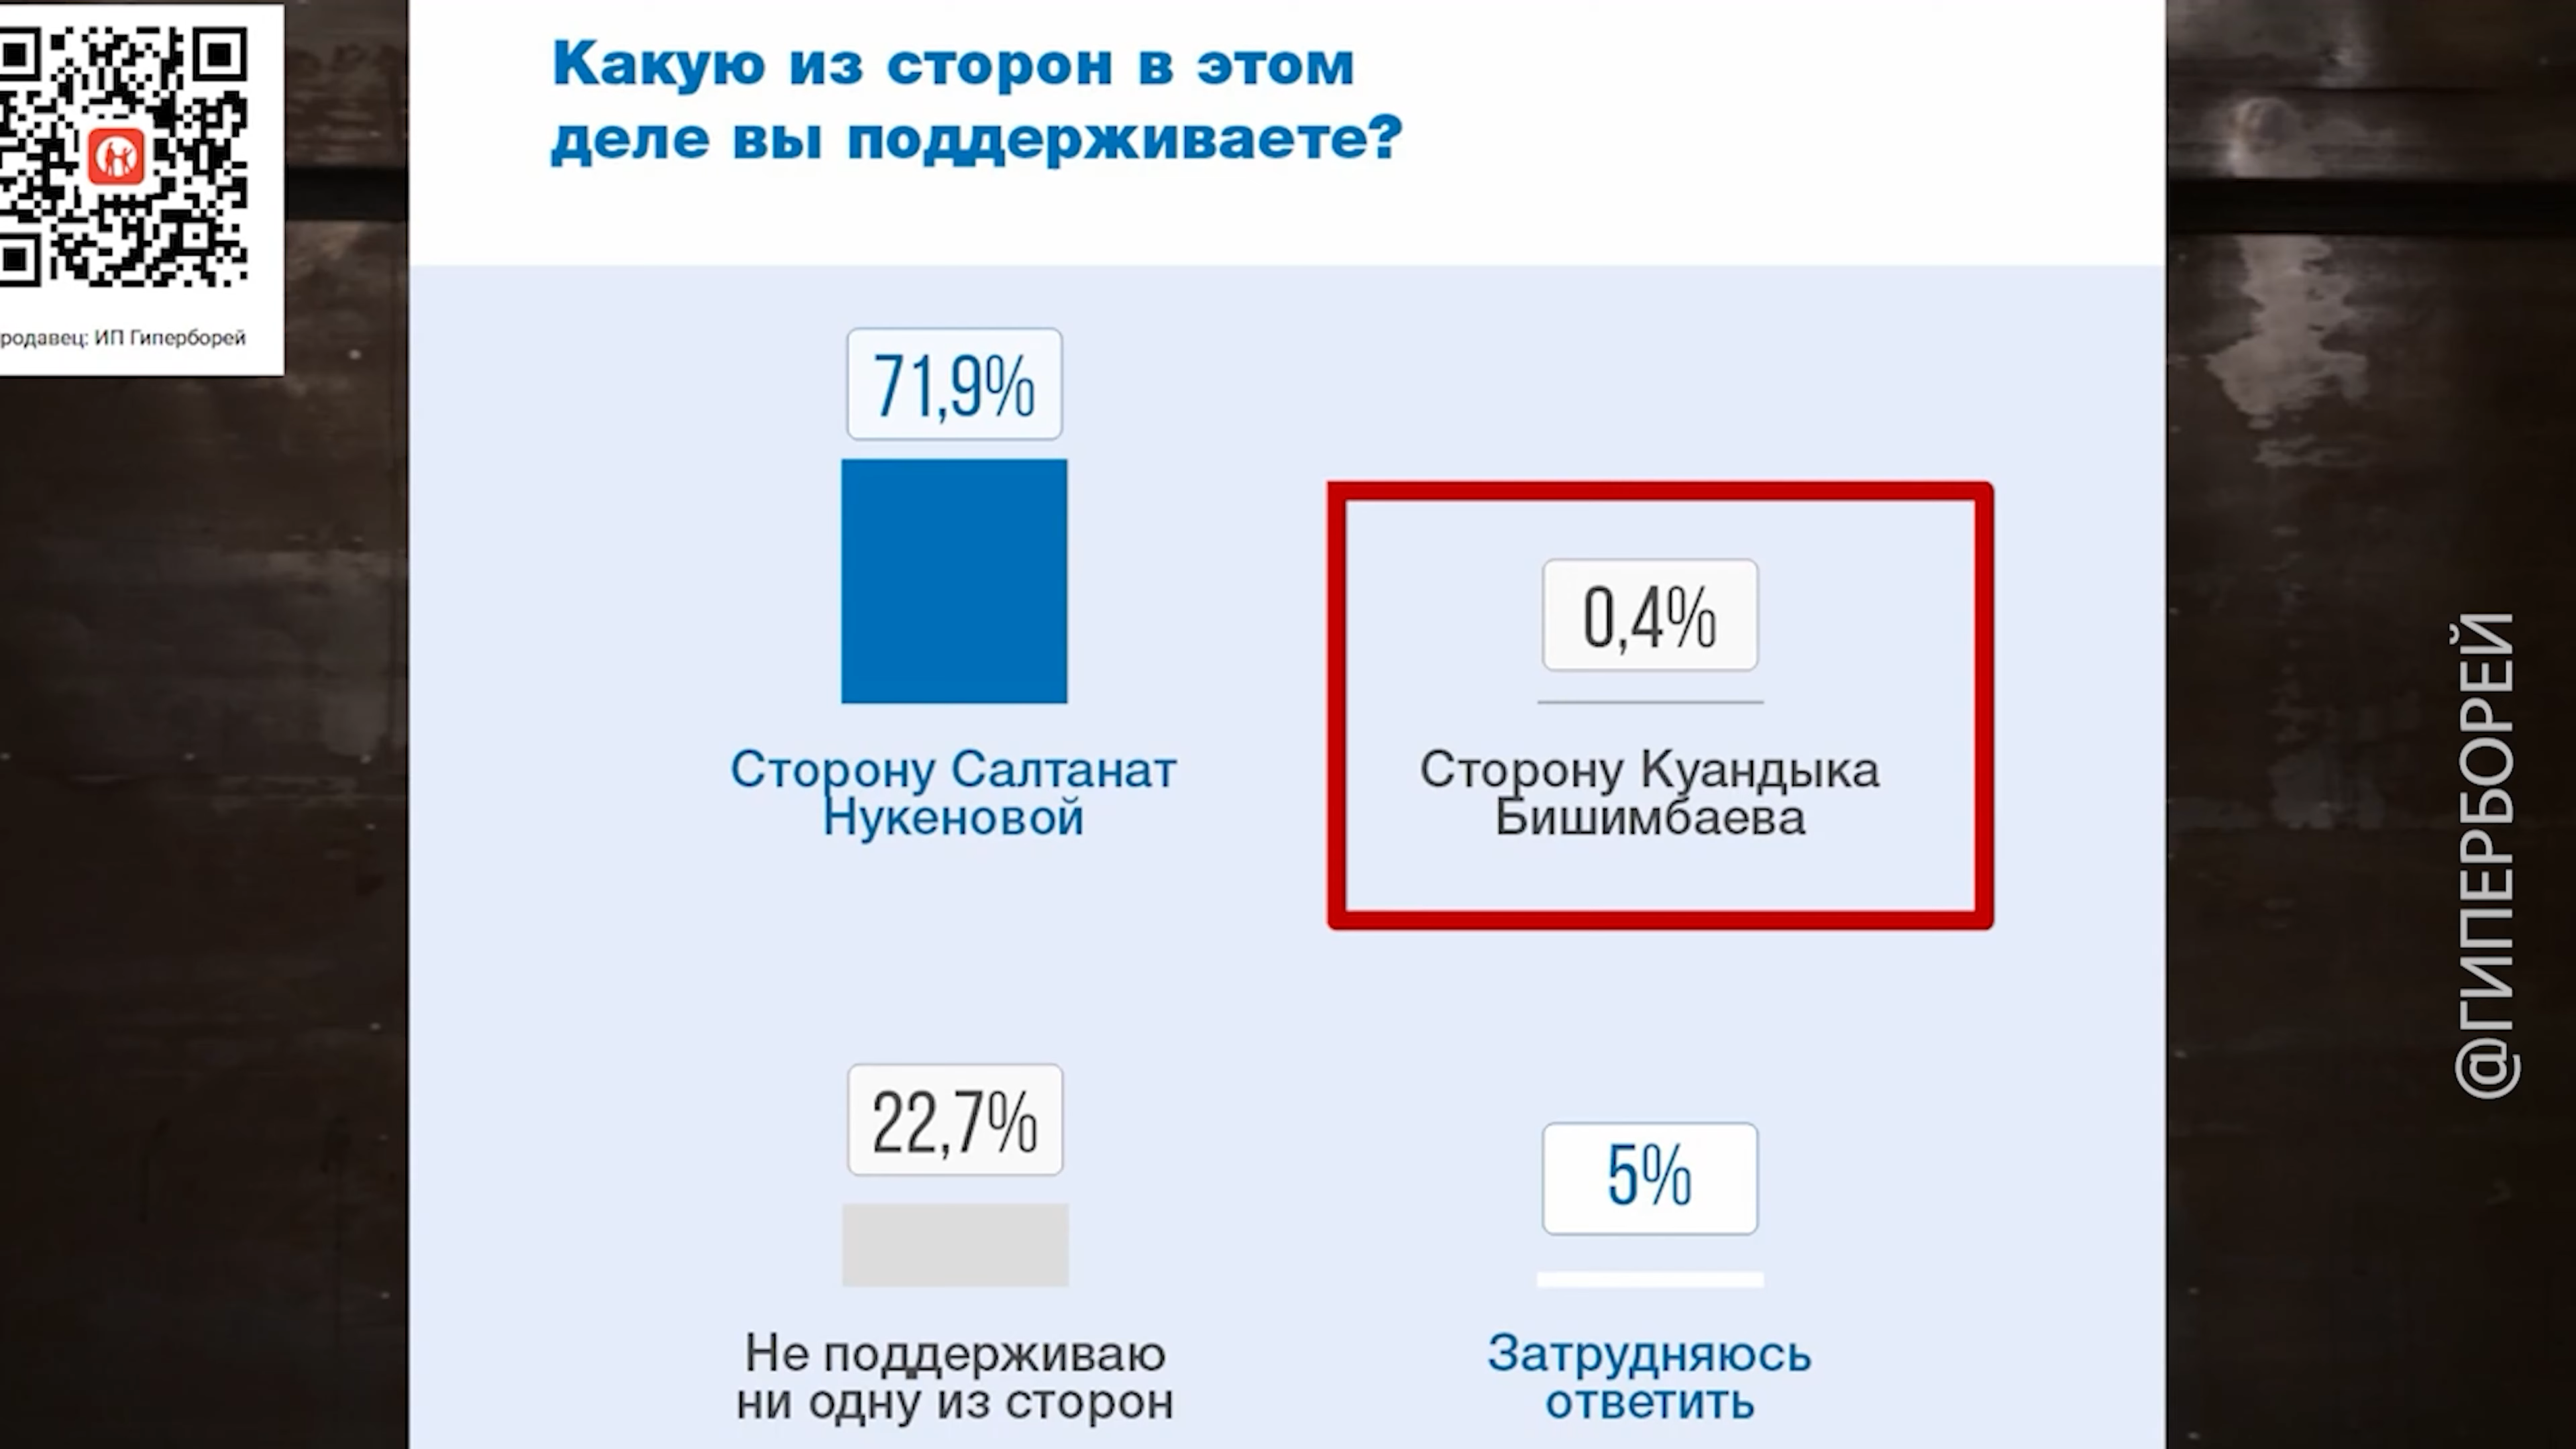 Какую из сторон в этом
деле вы поддерживаете?
родавец: ИП Гиперборей
71,9%
Сторону Салтанат
Нукеновой
0,4%
Сторону Куандыка
Бишимбаева
22,7%
Не поддерживаю
ни одну из сторон
5%
Затрудняюсь
ответить
@ГИПЕРБОРЕЙ